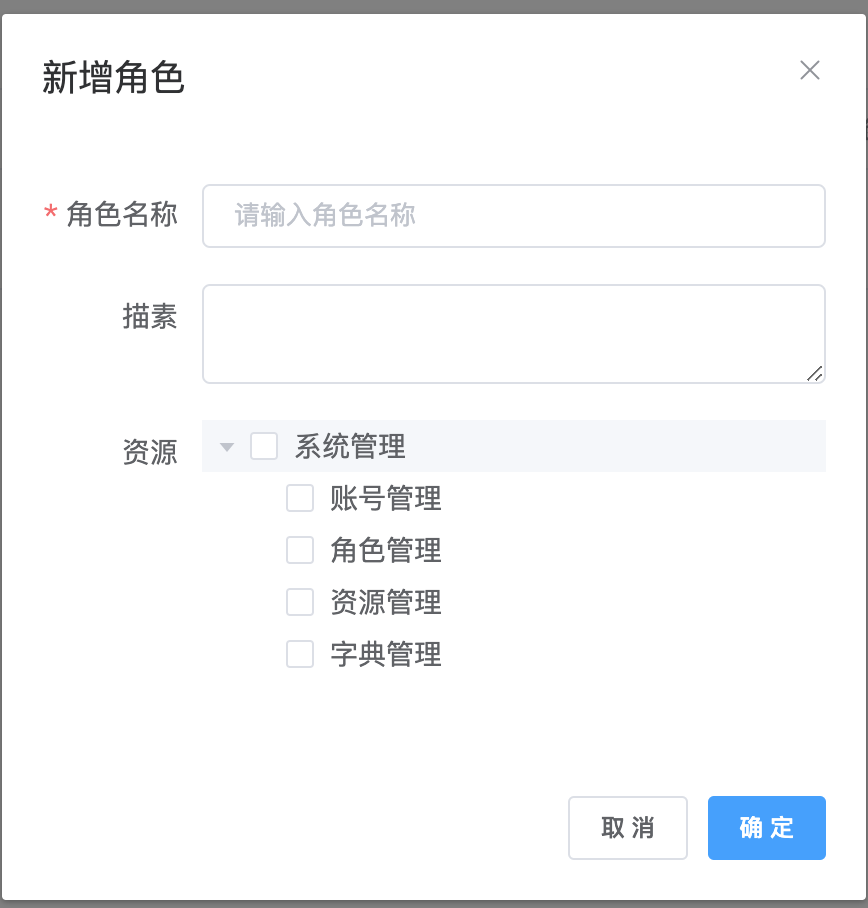 新增角色
* 角色名称
请输入角色名称
描素
资源
系统管理
账号管理
角色管理
资源管理
字典管理
取 消
确 定